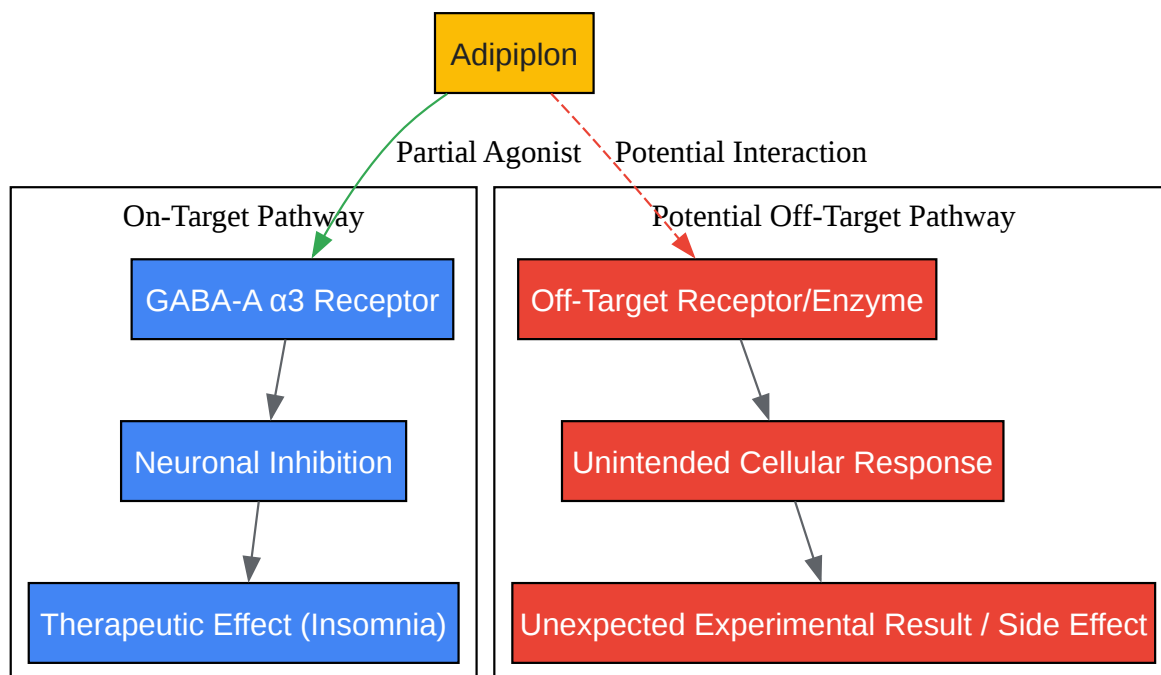 Adipiplon
Partial Agonist
Potential Interaction
On-Target Pathway
GABA-A α3 Receptor
Neuronal Inhibition
Therapeutic Effect (Insomnia)
Potential Off-Target Pathway
Off-Target Receptor/Enzyme
Unintended Cellular Response
Unexpected Experimental Result / Side Effect